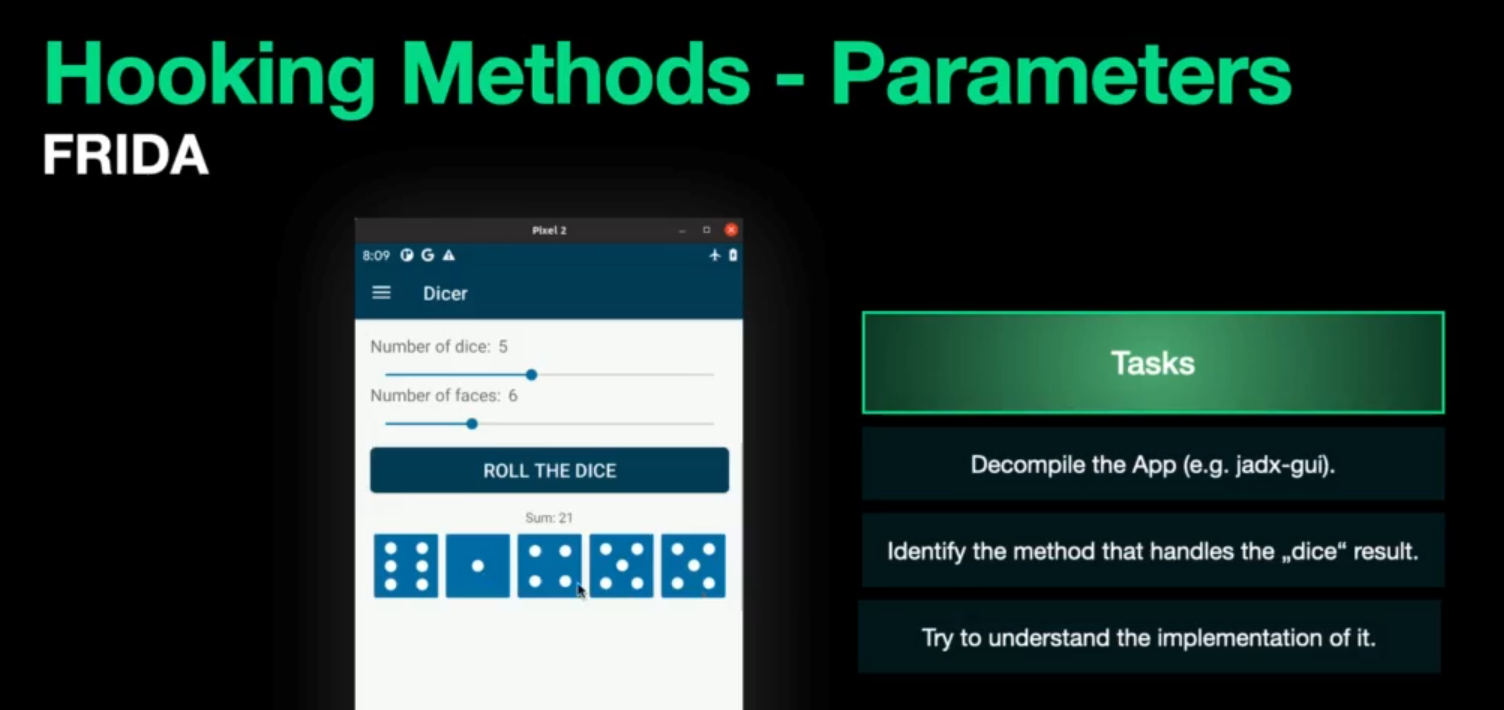 Hooking Methods - Parameters
FRIDA
Pixel 2
8:09
Dicer
Number of dice: 5
Number of faces: 6
ROLL THE DICE
Sum: 21
Tasks
Decompile the App (e.g. jadx-gui).
Identify the method that handles the „dice“ result.
Try to understand the implementation of it.